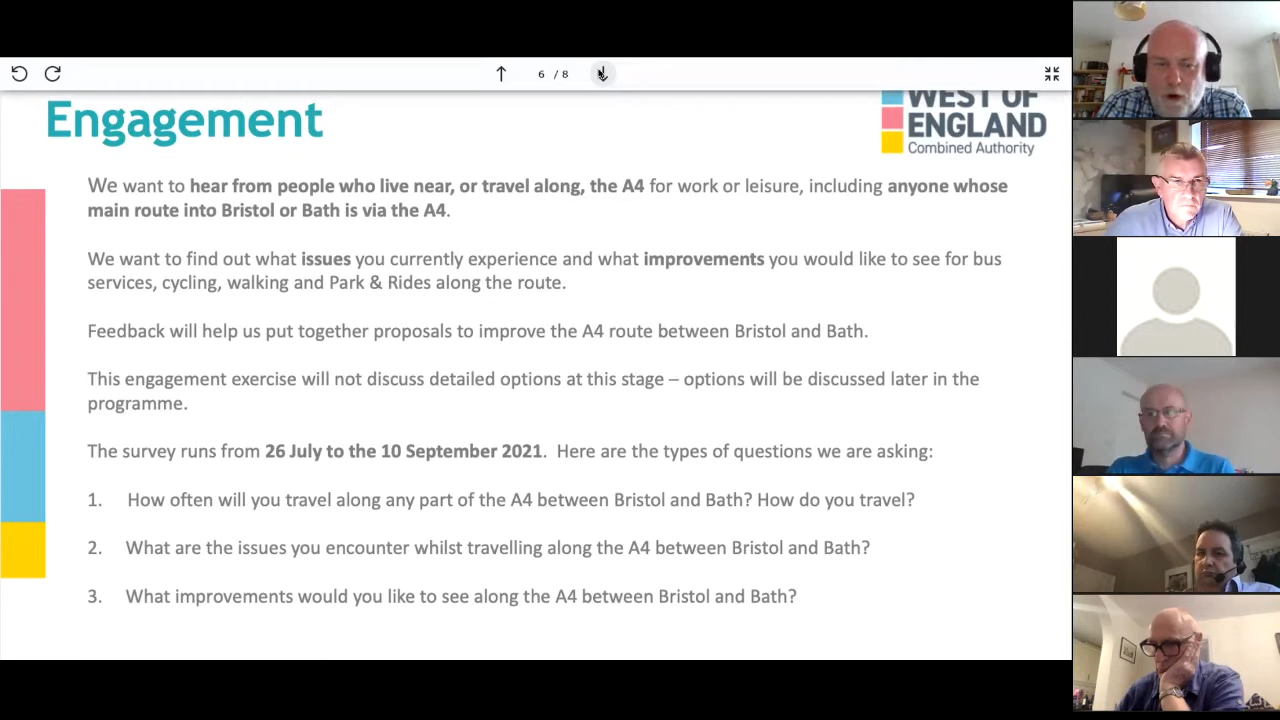 6 / 8
Engagement
WEST OF
ENGLAND
Combined Authority
We want to hear from people who live near, or travel along, the A4 for work or leisure, including anyone whose
main route into Bristol or Bath is via the A4.
We want to find out what issues you currently experience and what improvements you would like to see for bus
services, cycling, walking and Park & Rides along the route.
Feedback will help us put together proposals to improve the A4 route between Bristol and Bath.
This engagement exercise will not discuss detailed options at this stage – options will be discussed later in the
programme.
The survey runs from 26 July to the 10 September 2021. Here are the types of questions we are asking:
1. How often will you travel along any part of the A4 between Bristol and Bath? How do you travel?
2. What are the issues you encounter whilst travelling along the A4 between Bristol and Bath?
3. What improvements would you like to see along the A4 between Bristol and Bath?